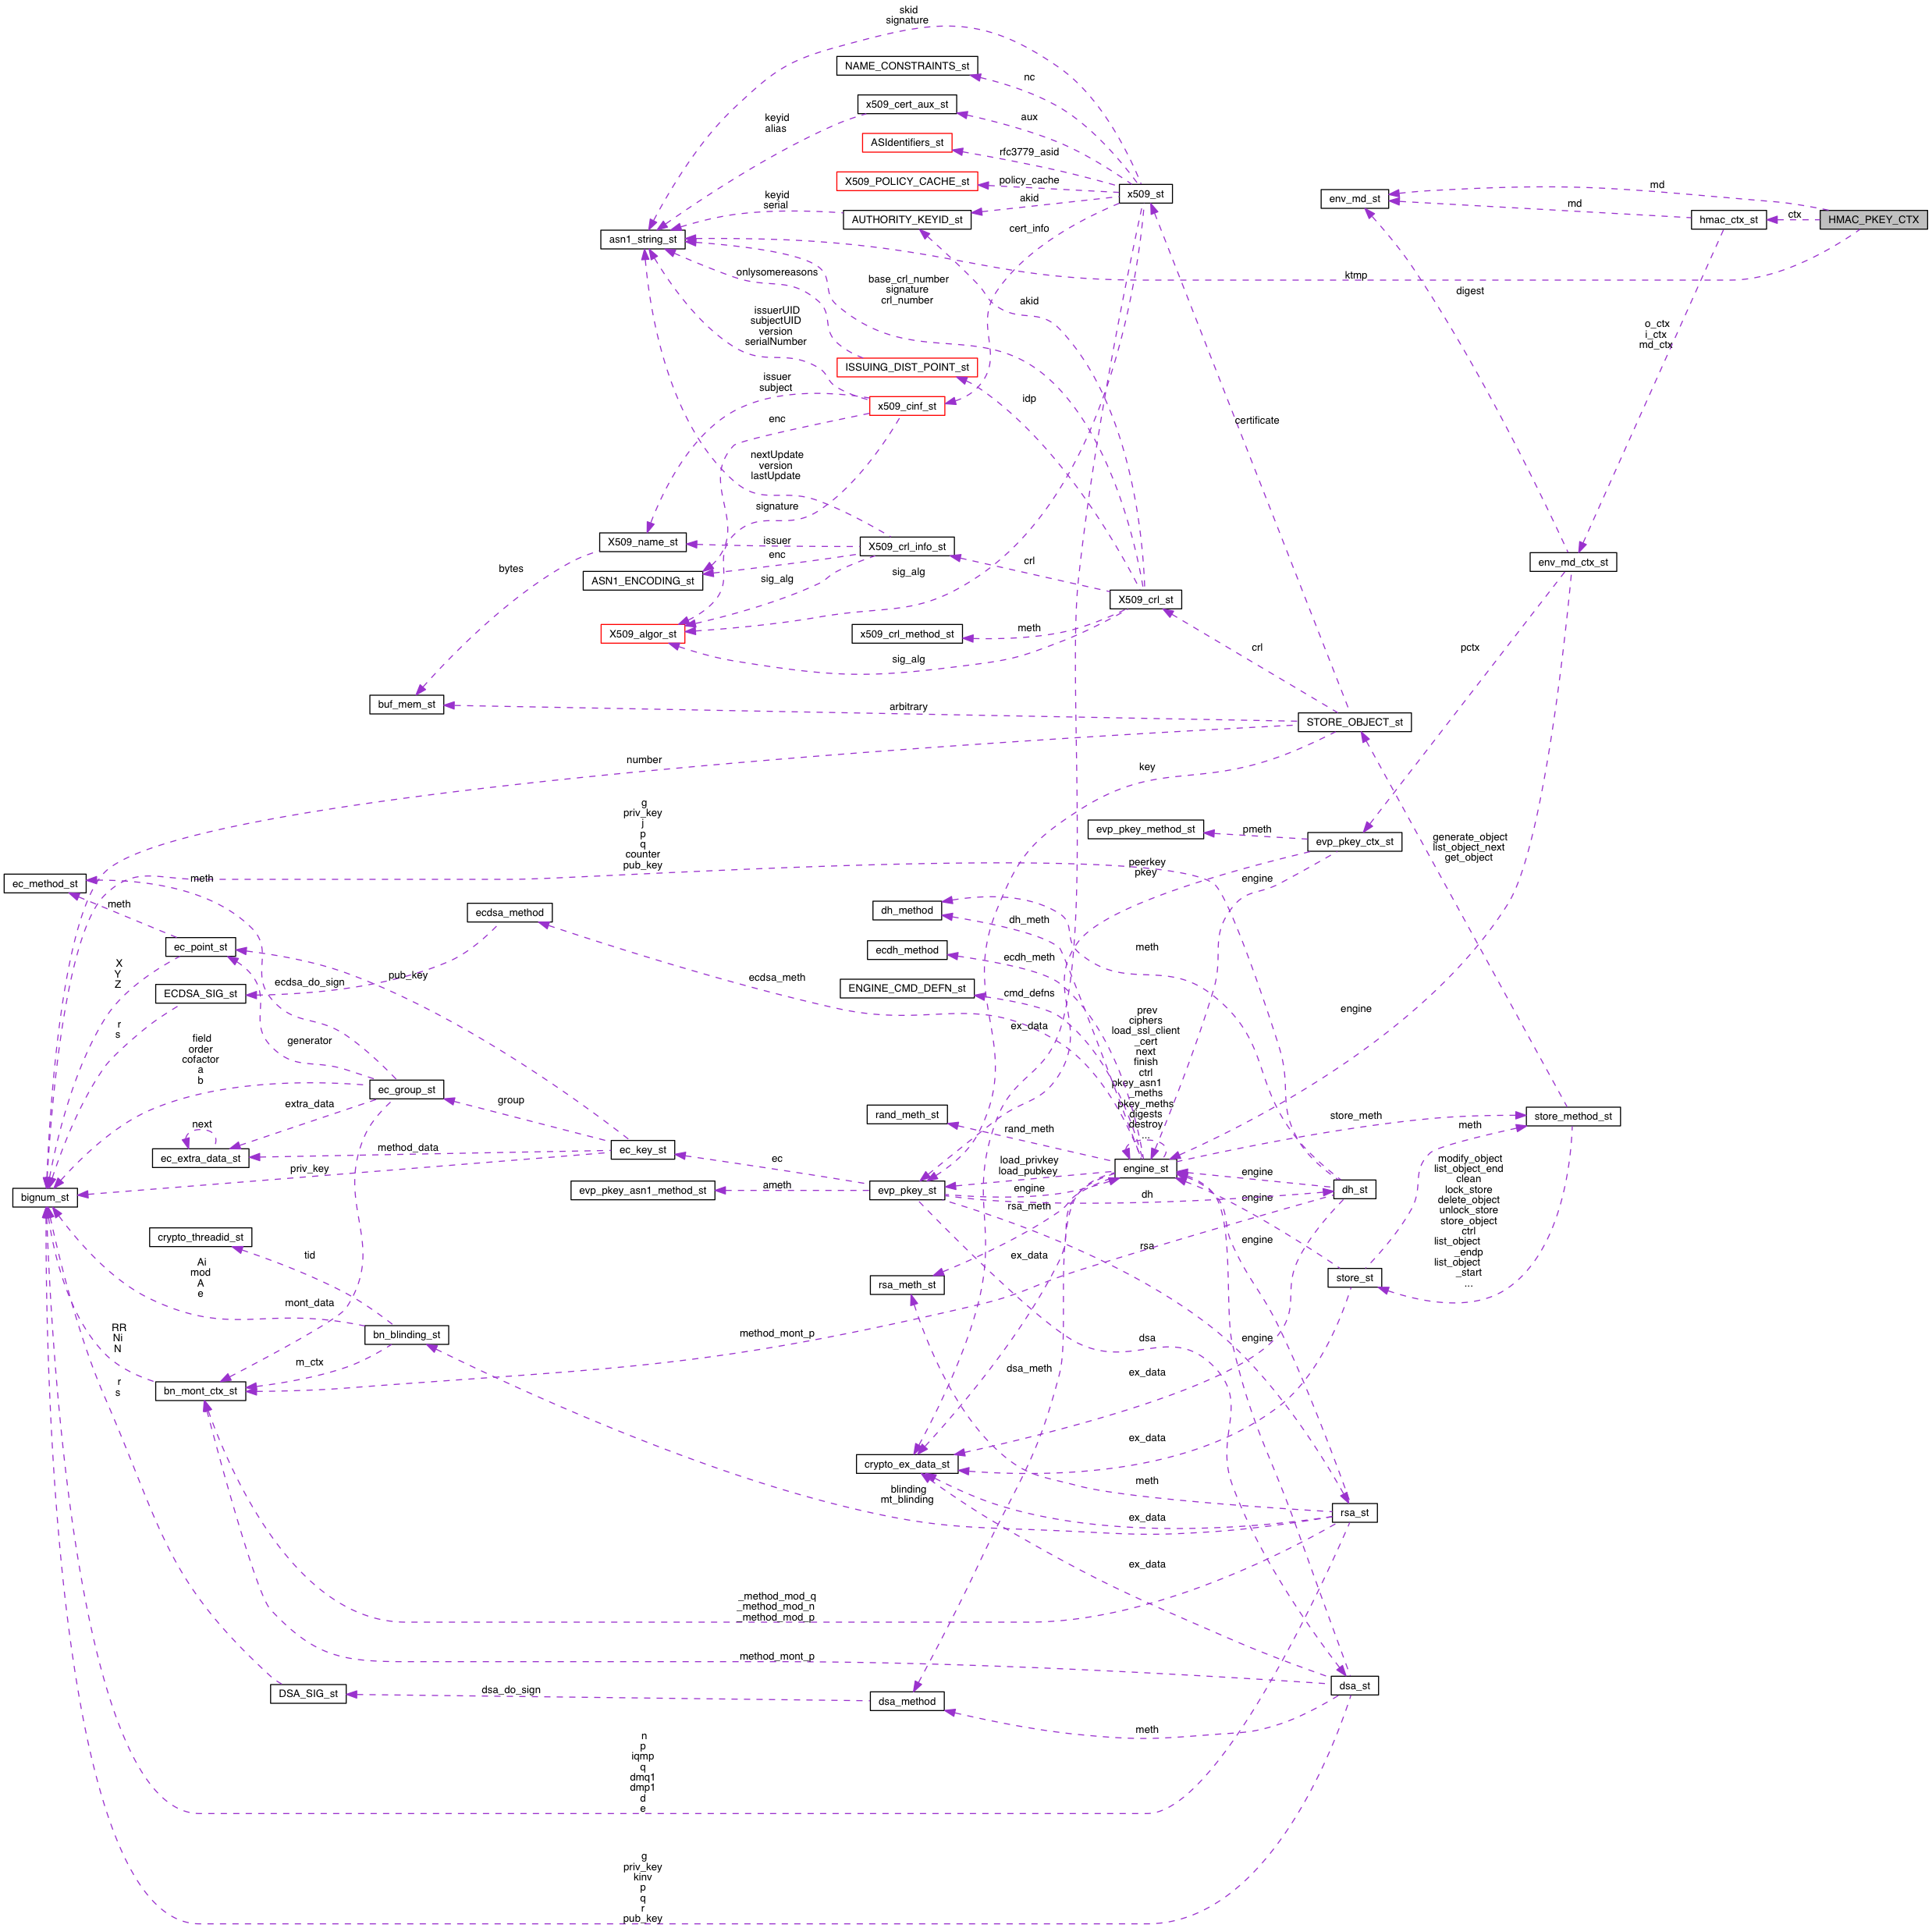 skid
signature
NAME_CONSTRAINTS_st
nc
x509_cert_aux_st
keyid
alias
aux
ASIdentifiers_st
rfc3779_asid
X509_POLICY_CACHE_st
policy_cache
x509_st
env_md_st
md
keyid
serial
AUTHORITY_KEYID_st
akid
md
hmac_ctx_st
ctx
HMAC_PKEY_CTX
asn1_string_st
cert_info
onlysomereasons
base_crl_number
signature
crl_number
akid
ktmp
digest
issuerUID
subjectUID
version
serialNumber
o_ctx
i_ctx
md_ctx
ISSUING_DIST_POINT_st
issuer
subject
x509_cinf_st
idp
enc
certificate
nextUpdate
version
lastUpdate
signature
X509_name_st
issuer
X509_crl_info_st
enc
bytes
ASN1_ENCODING_st
sig_alg
sig_alg
crl
env_md_ctx_st
X509_crl_st
X509_algor_st
x509_crl_method_st
meth
sig_alg
crl
pctx
buf_mem_st
arbitrary
STORE_OBJECT_st
number
key
g
priv_key
j
p
q
counter
pub_key
evp_pkey_method_st
pmeth
evp_pkey_ctx_st
generate_object
list_object_next
get_object
ec_method_st
meth
peerkey
pkey
engine
meth
ecdsa_method
dh_method
dh_meth
ec_point_st
ecdh_method
ecdh_meth
meth
X
Y
Z
ecdsa_do_sign
pub_key
ecdsa_meth
ECDSA_SIG_st
ENGINE_CMD_DEFN_st
cmd_defns
engine
r
s
ex_data
prev
ciphers
load_ssl_client
_cert
next
finish
ctrl
pkey_asn1
_meths
pkey_meths
digests
destroy
...
field
order
cofactor
a
b
generator
ec_group_st
extra_data
group
rand_meth_st
rand_meth
store_meth
store_method_st
next
meth
ec_extra_data_st
method_data
ec_key_st
ec
load_privkey
load_pubkey
engine_st
priv_key
engine
bignum_st
evp_pkey_asn1_method_st
ameth
evp_pkey_st
engine
dh
dh_st
rsa_meth
engine
modify_object
list_object_end
clean
lock_store
delete_object
unlock_store
store_object
ctrl
list_object
_endp
list_object
_start
...
crypto_threadid_st
tid
ex_data
rsa
engine
Ai
mod
A
e
rsa_meth_st
store_st
mont_data
RR
Ni
N
bn_blinding_st
method_mont_p
dsa
engine
m_ctx
dsa_meth
ex_data
r
s
bn_mont_ctx_st
ex_data
crypto_ex_data_st
meth
blinding
mt_blinding
ex_data
rsa_st
ex_data
_method_mod_q
_method_mod_n
_method_mod_p
method_mont_p
DSA_SIG_st
dsa_do_sign
dsa_method
meth
dsa_st
n
p
iqmp
q
dmq1
dmp1
d
e
g
priv_key
kinv
p
q
r
pub_key